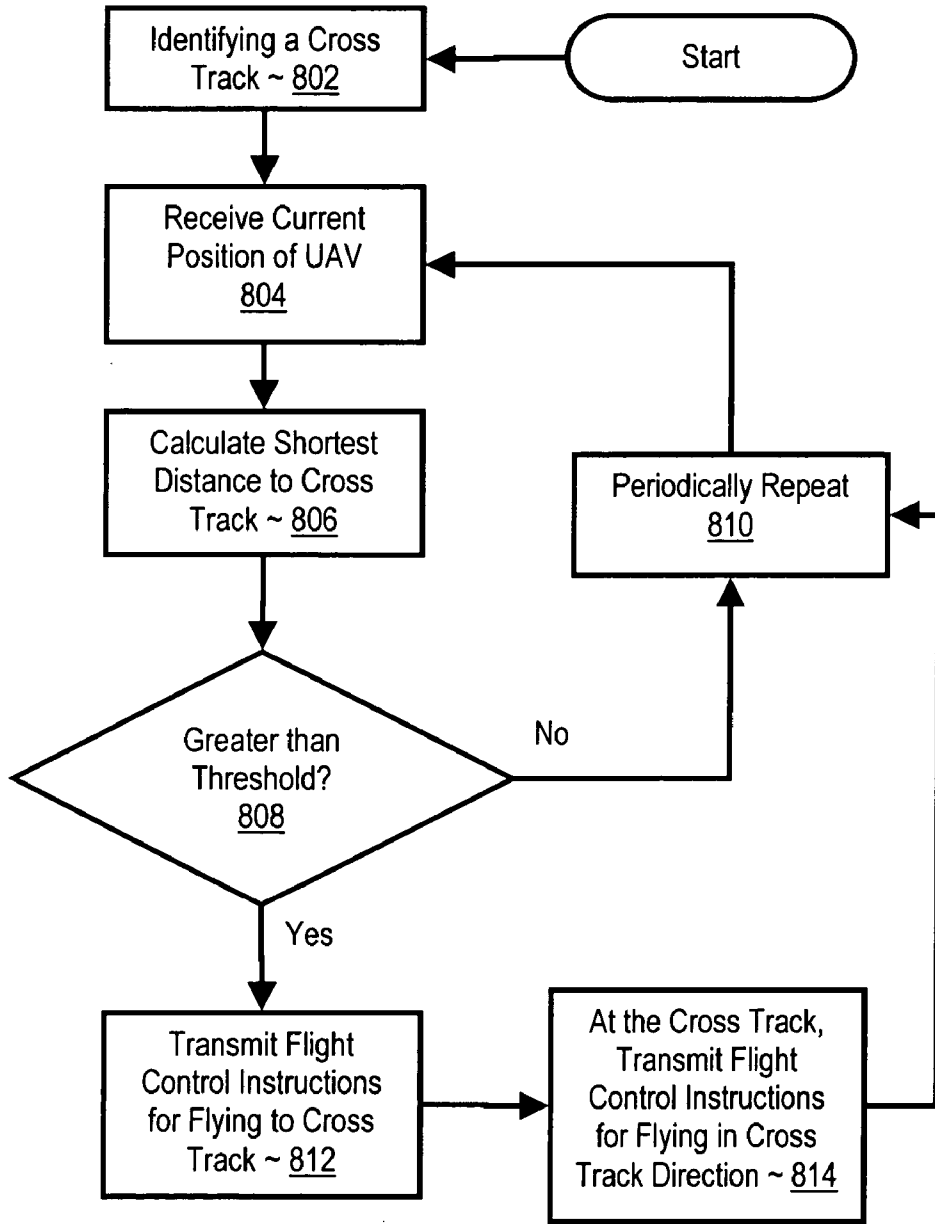 Start
Identifying a Cross
Track ~ 802
Receive Current
Position of UAV
804
Calculate Shortest
Distance to Cross
Track ~ 806
Periodically Repeat
810
Greater than
Threshold?
808
No
Yes
Transmit Flight
Control Instructions
for Flying to Cross
Track ~ 812
At the Cross Track,
Transmit Flight
Control Instructions
for Flying in Cross
Track Direction ~ 814